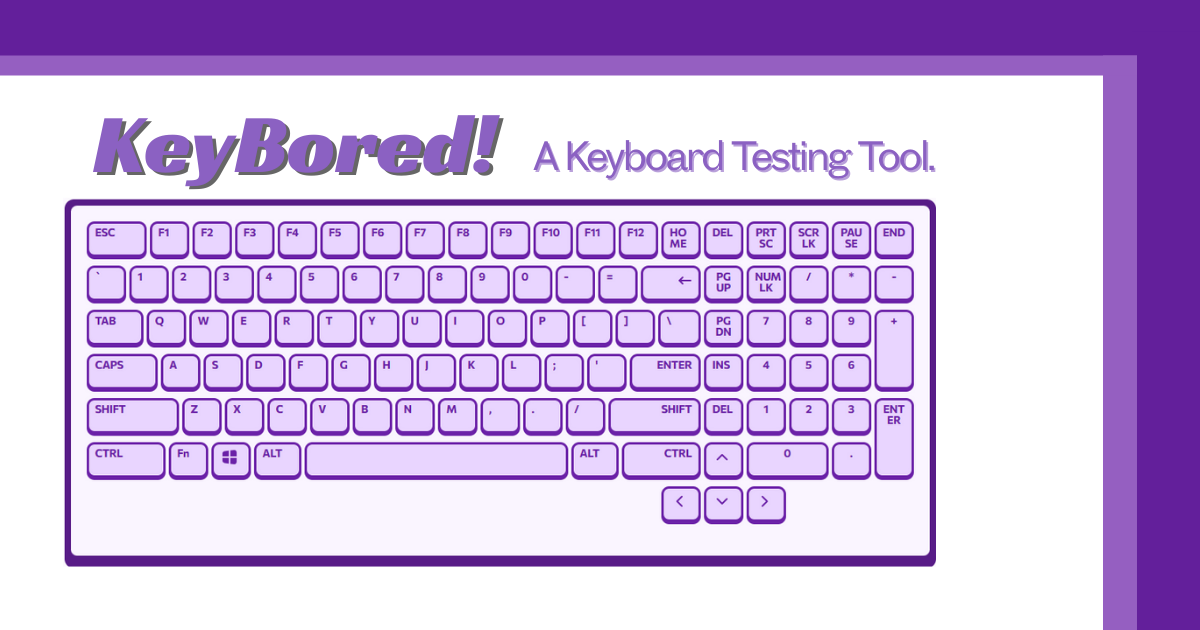 KeyBored! A Keyboard Testing Tool.
ESC F1 F2 F3 F4 F5 F6 F7 F8 F9 F10 F11 F12 HO ME DEL PRT SC SCR LK PAU SE END
` 1 2 3 4 5 6 7 8 9 0 - = ← PG UP NUM LK / * -
TAB Q W E R T Y U I O P [ ] \ PG DN 7 8 9 +
CAPS A S D F G H J K L ; ' ENTER INS 4 5 6
SHIFT Z X C V B N M , . / SHIFT DEL 1 2 3 ENT ER
CTRL Fn ALT ALT CTRL ^ 0 .
< ⌄ >